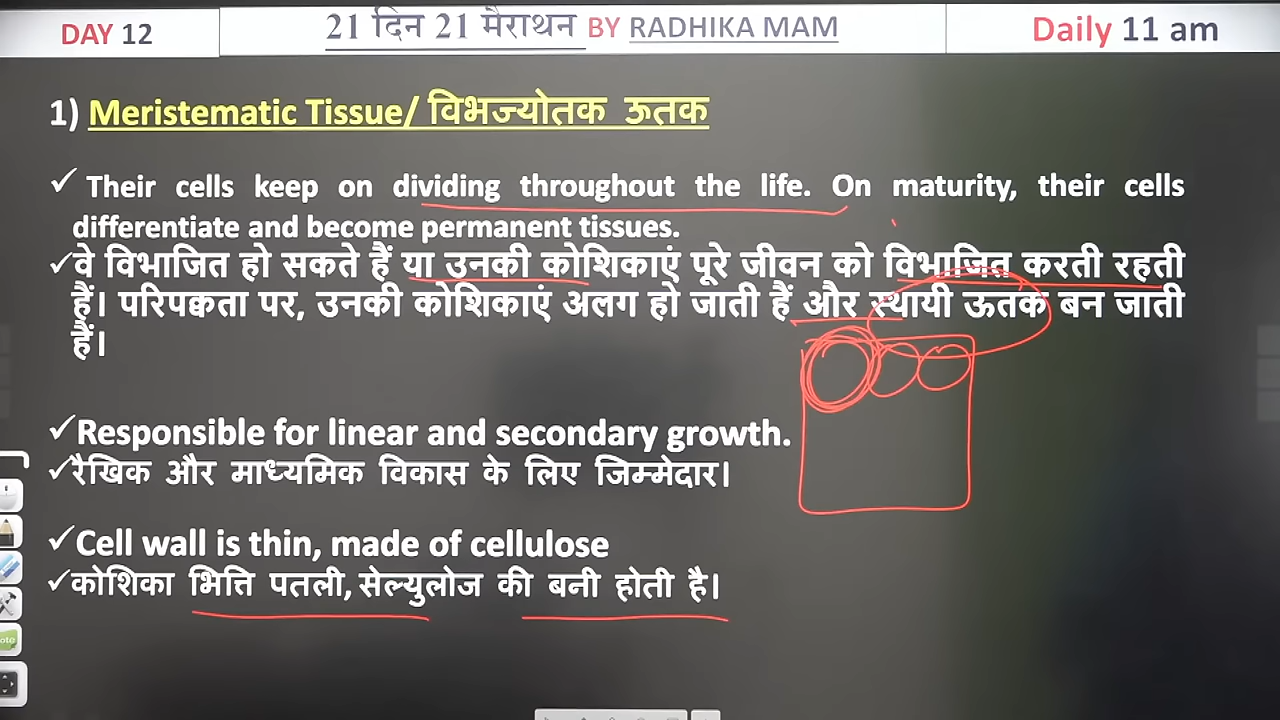 DAY 12
21 दिन 21 मैराथन BY RADHIKA MAM
Daily 11 am
1) Meristematic Tissue/ विभज्योतक ऊतक
✓ Their cells keep on dividing throughout the life. On maturity, their cells
differentiate and become permanent tissues.
✓वे विभाजित हो सकते हैं या उनकी कोशिकाएं पूरे जीवन को विभाजित करती रहती
हैं। परिपक्वता पर, उनकी कोशिकाएं अलग हो जाती हैं और स्थायी ऊतक बन जाती
हैं।
✓Responsible for linear and secondary growth.
✓रैखिक और माध्यमिक विकास के लिए जिम्मेदार।
✓Cell wall is thin, made of cellulose
✓कोशिका भित्ति पतली, सेल्युलोज की बनी होती है।